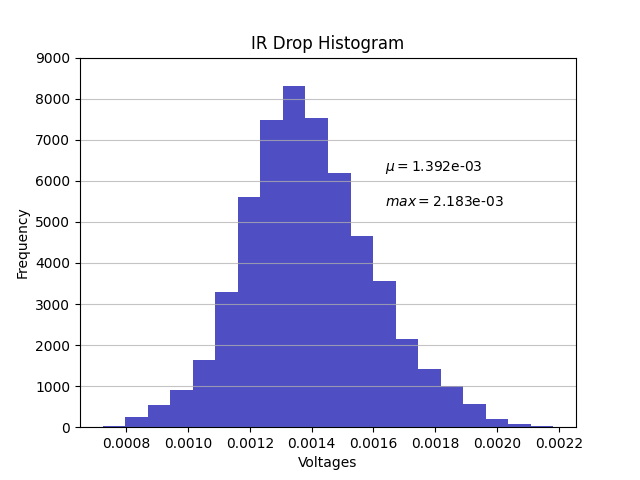 IR Drop Histogram
9000
8000
7000
6000
5000
4000
3000
2000
1000
0
Frequency
μ = 1.392e-03
max = 2.183e-03
0.0008 0.0010 0.0012 0.0014 0.0016 0.0018 0.0020 0.0022
Voltages